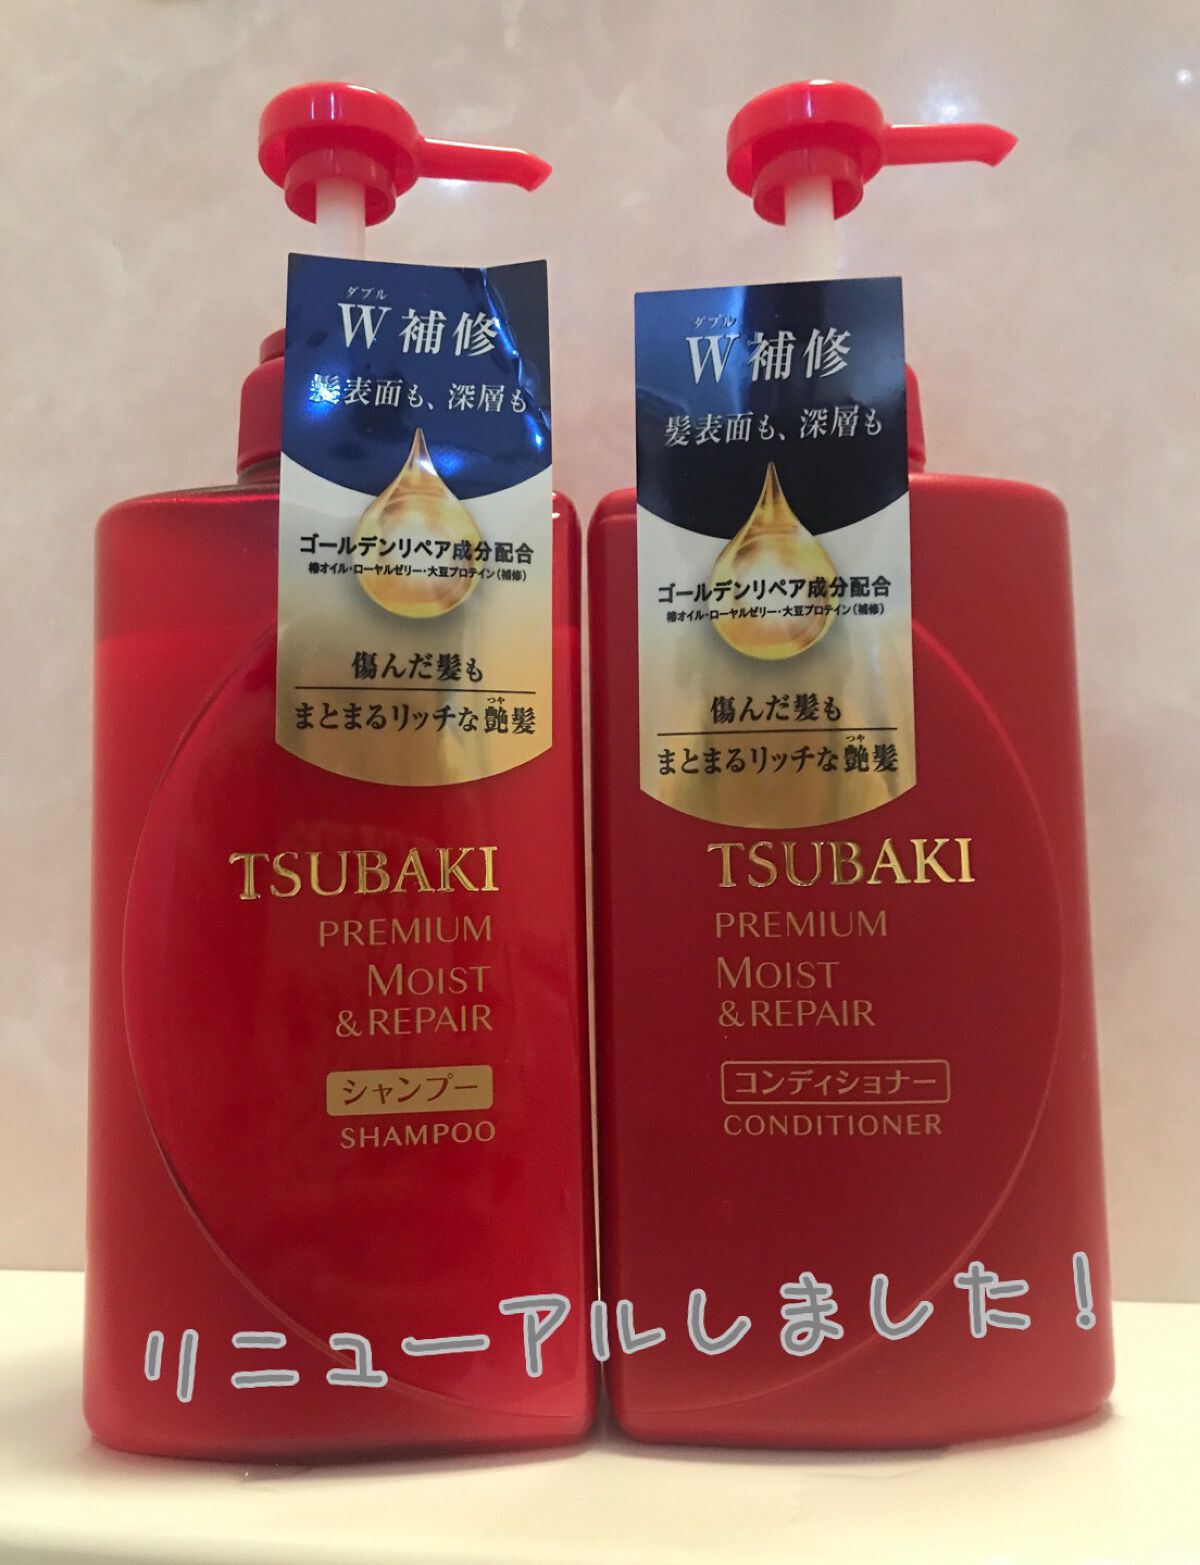 ダブル
W補修
髪表面も、深層も
ゴールデンリペア成分配合
椿オイル・ローヤルゼリー・大豆プロテイン(補修)
傷んだ髪も
つや
まとまるリッチな艶髪
TSUBAKI
PREMIUM
MOIST
&REPAIR
シャンプー
SHAMPOO
ダブル
W補修
髪表面も、深層も
ゴールデンリペア成分配合
椿オイル・ローヤルゼリー・大豆プロテイン(補修)
傷んだ髪も
つや
まとまるリッチな艶髪
TSUBAKI
PREMIUM
MOIST
&REPAIR
コンディショナー
CONDITIONER
リニューアルしました!